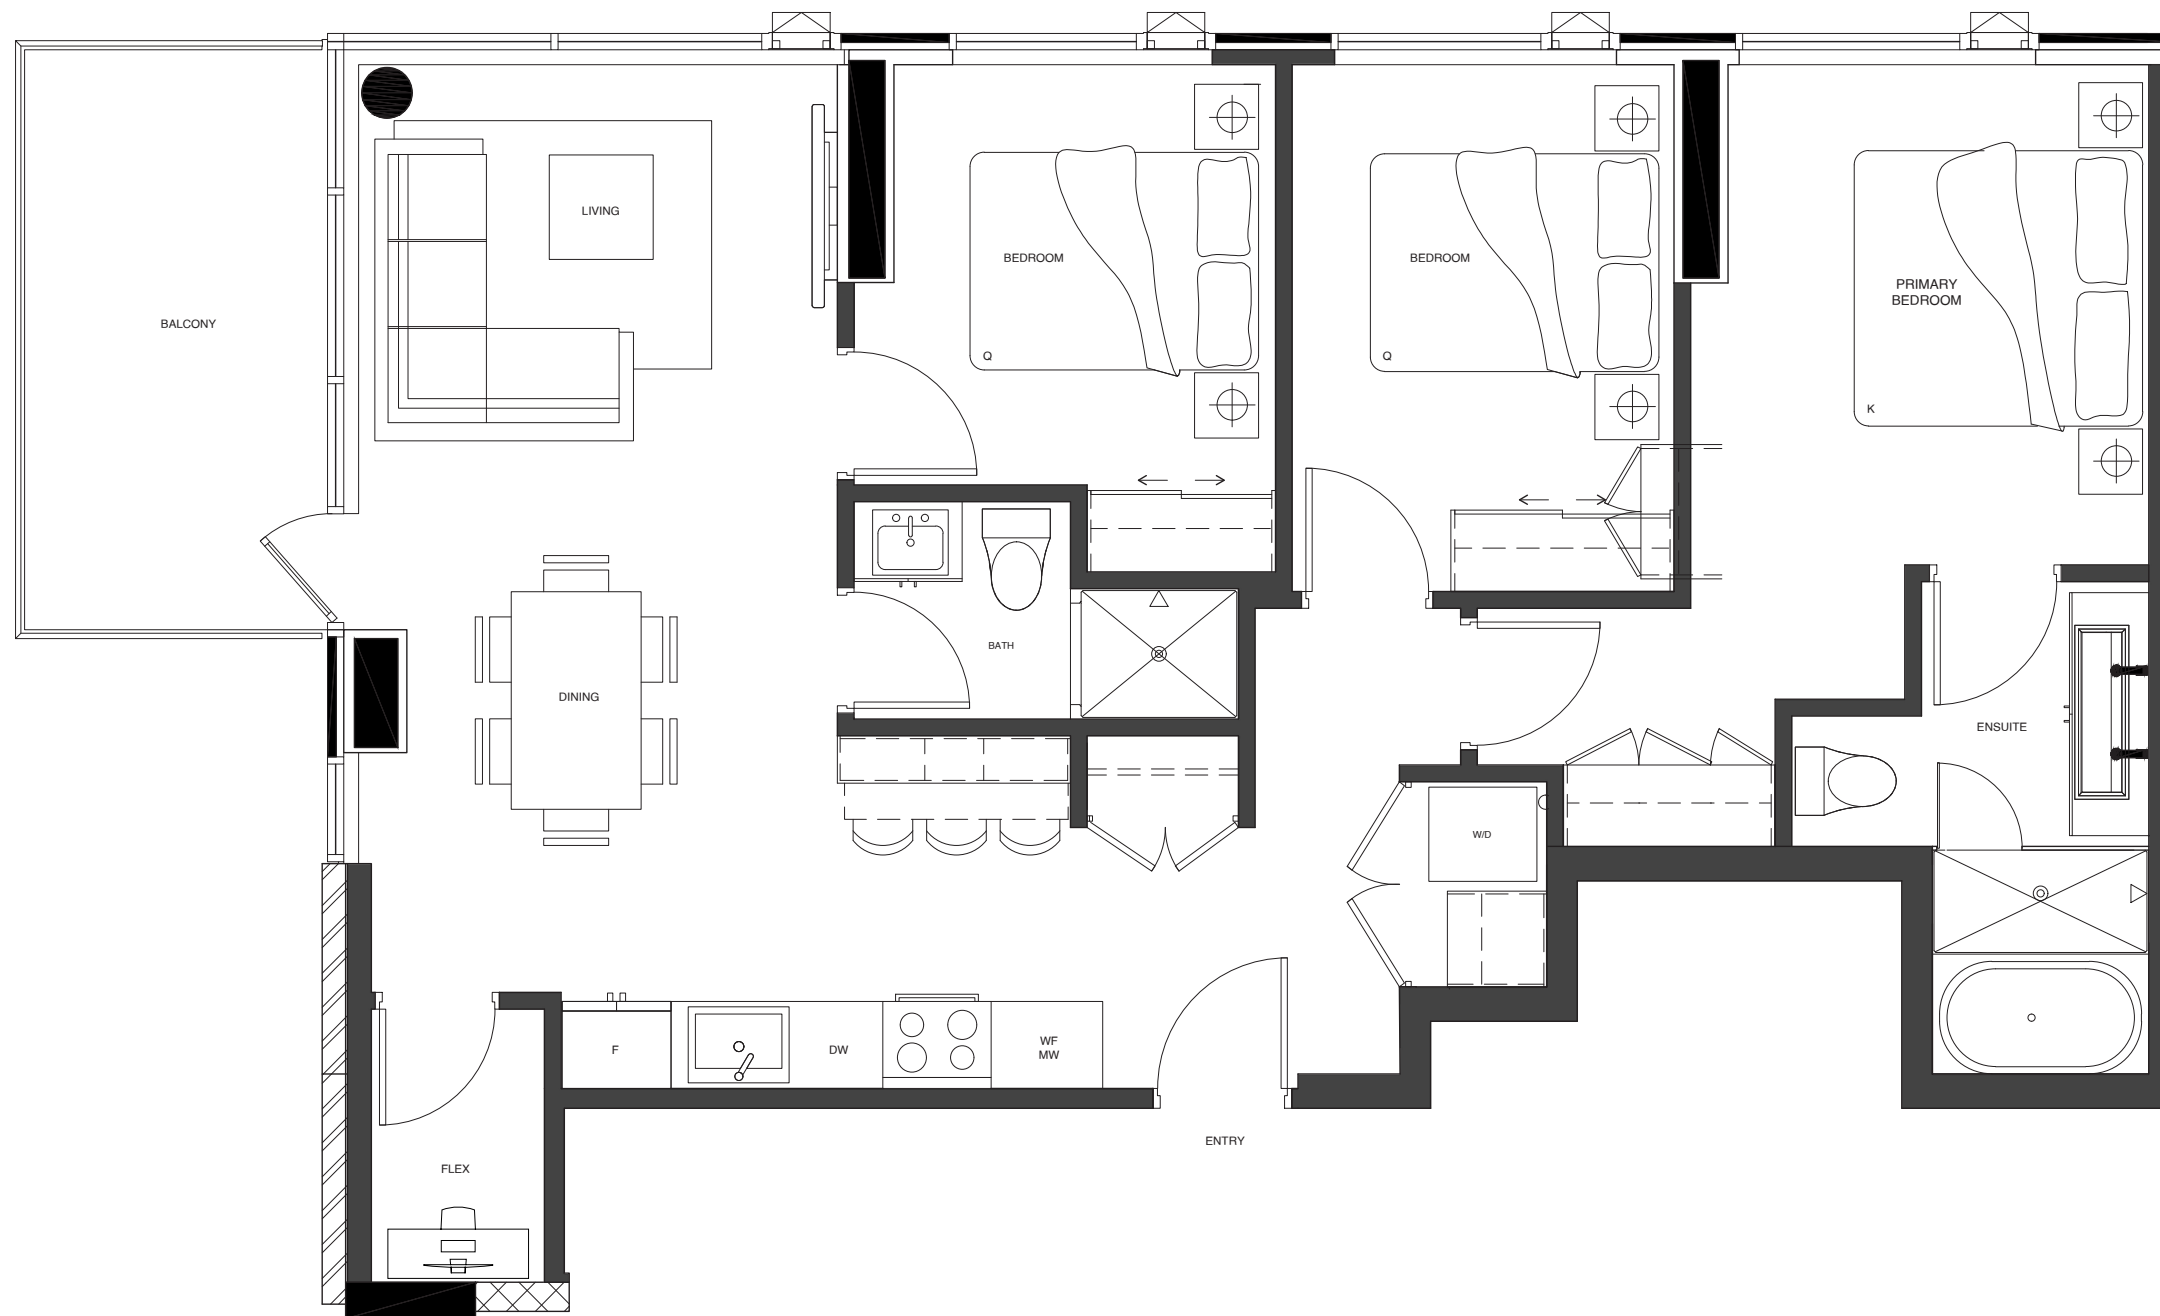 LIVING
BEDROOM
BEDROOM
PRIMARY
BEDROOM
BALCONY
Q
Q
K
BATH
DINING
ENSUITE
W/D
F
DW
WF
MW
ENTRY
FLEX